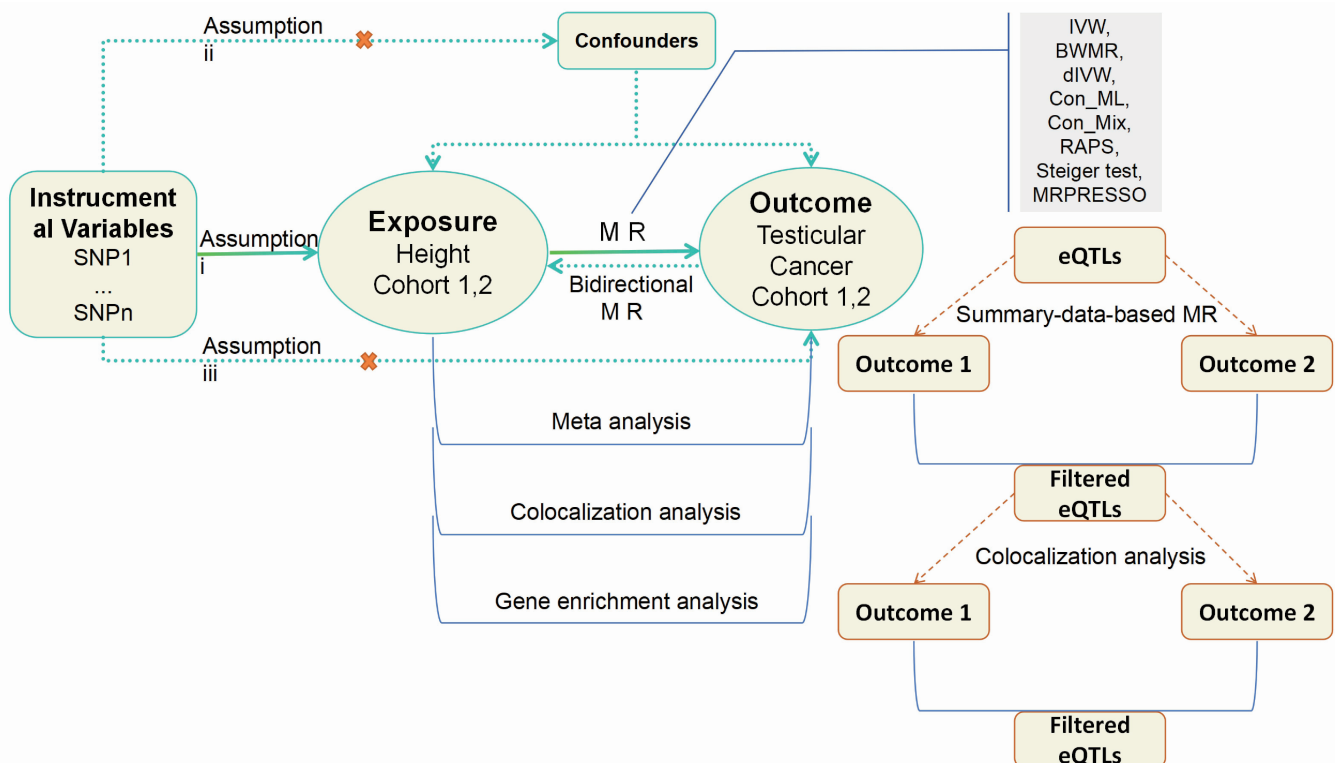 Assumption
ii
Confounders
IVW,
BWMR,
dIVW,
Con_ML,
Con_Mix,
RAPS,
Steiger test,
MRPRESSO
Instrucment
al Variables
SNP1
...
SNPn
Assumption
i
Exposure
Height
Cohort 1,2
M R
Bidirectional
M R
Outcome
Testicular
Cancer
Cohort 1,2
Assumption
iii
Meta analysis
Colocalization analysis
Gene enrichment analysis
eQTLs
Summary-data-based MR
Outcome 1
Outcome 2
Filtered
eQTLs
Colocalization analysis
Outcome 1
Outcome 2
Filtered
eQTLs